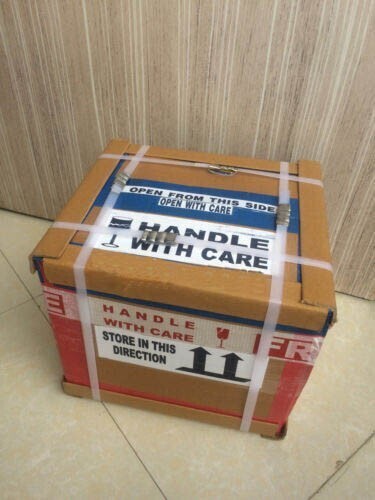 OPEN FROM THIS SIDE
OPEN WITH CARE
HANDLE
WITH CARE
HANDLE
WITH CARE
STORE IN THIS
DIRECTION
FR